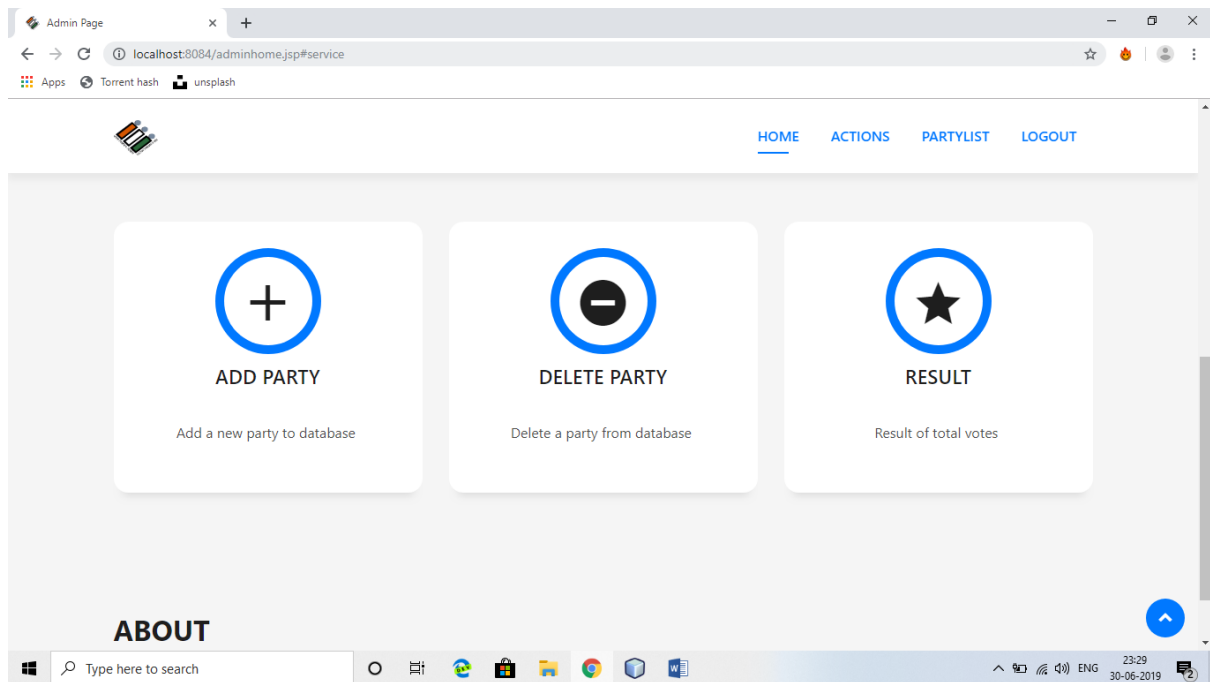 Admin Page
localhost:8084/adminhome.jsp#service
Apps Torrent hash unsplash
HOME ACTIONS PARTYLIST LOGOUT
ADD PARTY DELETE PARTY RESULT
Add a new party to database Delete a party from database Result of total votes
ABOUT
Type here to search ENG 23:29
30-06-2019 2